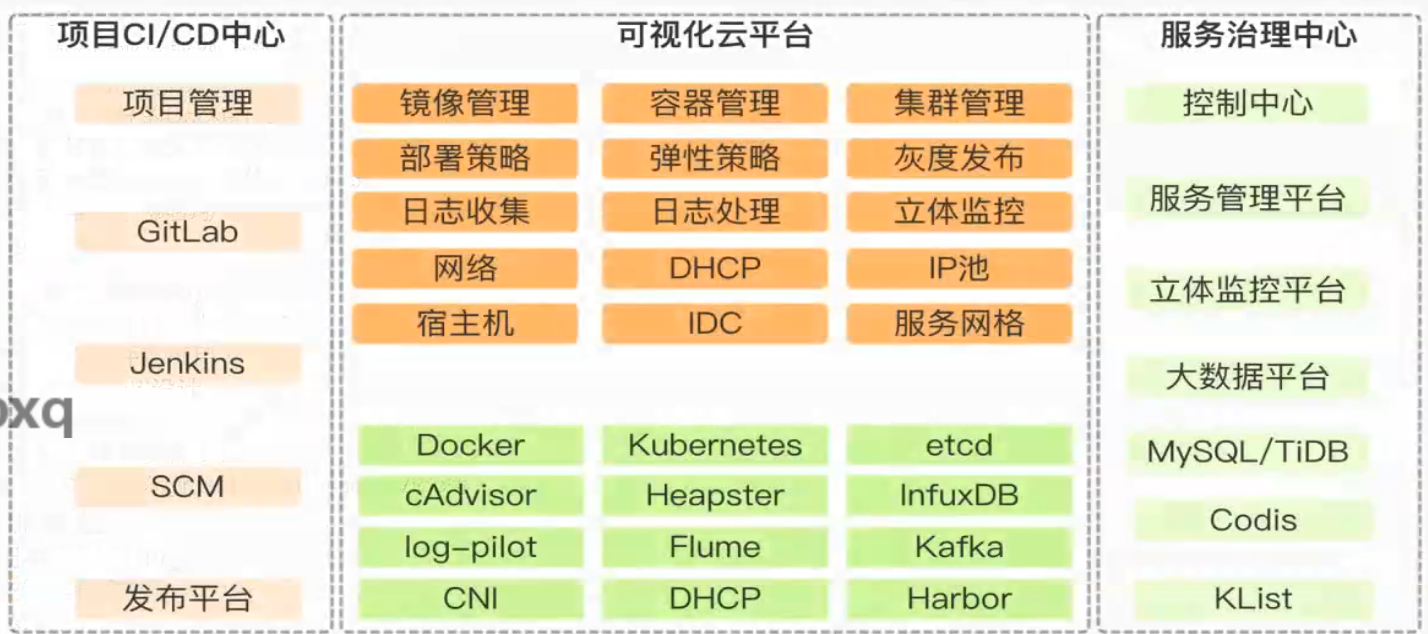 项目CI/CD中心
项目管理
GitLab
Jenkins
SCM
发布平台
可视化云平台
镜像管理 容器管理 集群管理
部署策略 弹性策略 灰度发布
日志收集 日志处理 立体监控
网络 DHCP IP池
宿主机 IDC 服务网格
Docker Kubernetes etcd
cAdvisor Heapster InfuxDB
log-pilot Flume Kafka
CNI DHCP Harbor
服务治理中心
控制中心
服务管理平台
立体监控平台
大数据平台
MySQL/TiDB
Codis
KList